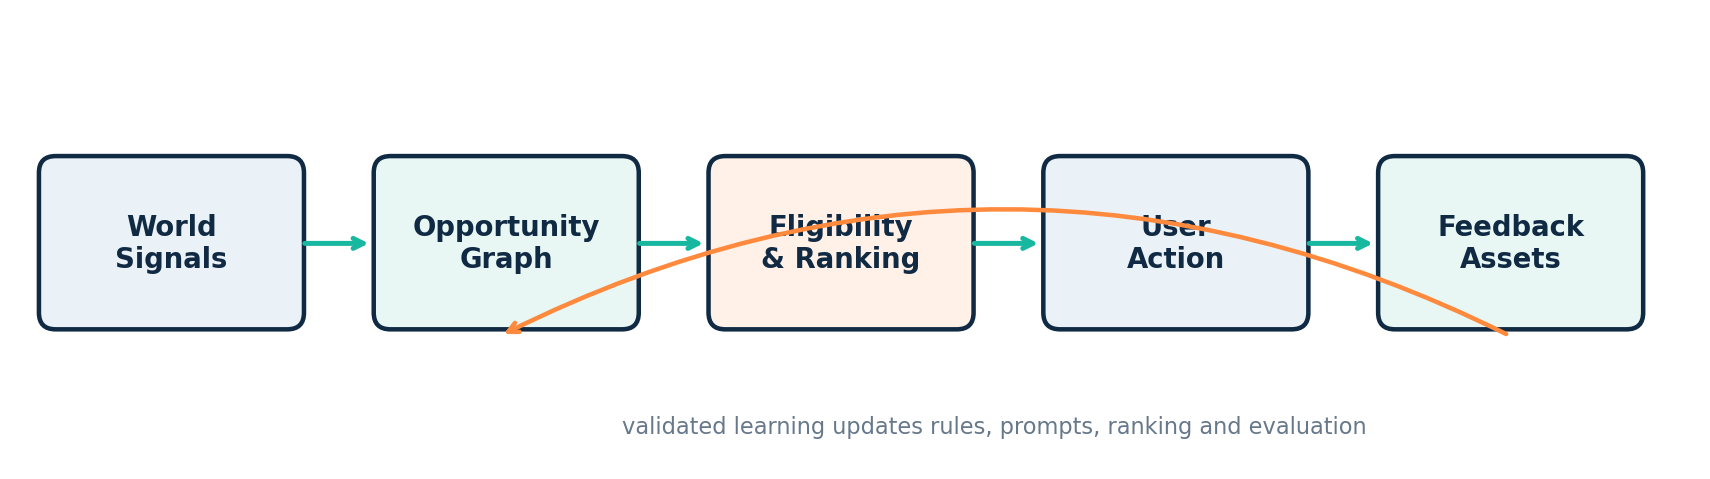 World
Signals
Opportunity
Graph
Eligibility
& Ranking
User
Action
Feedback
Assets
validated learning updates rules, prompts, ranking and evaluation